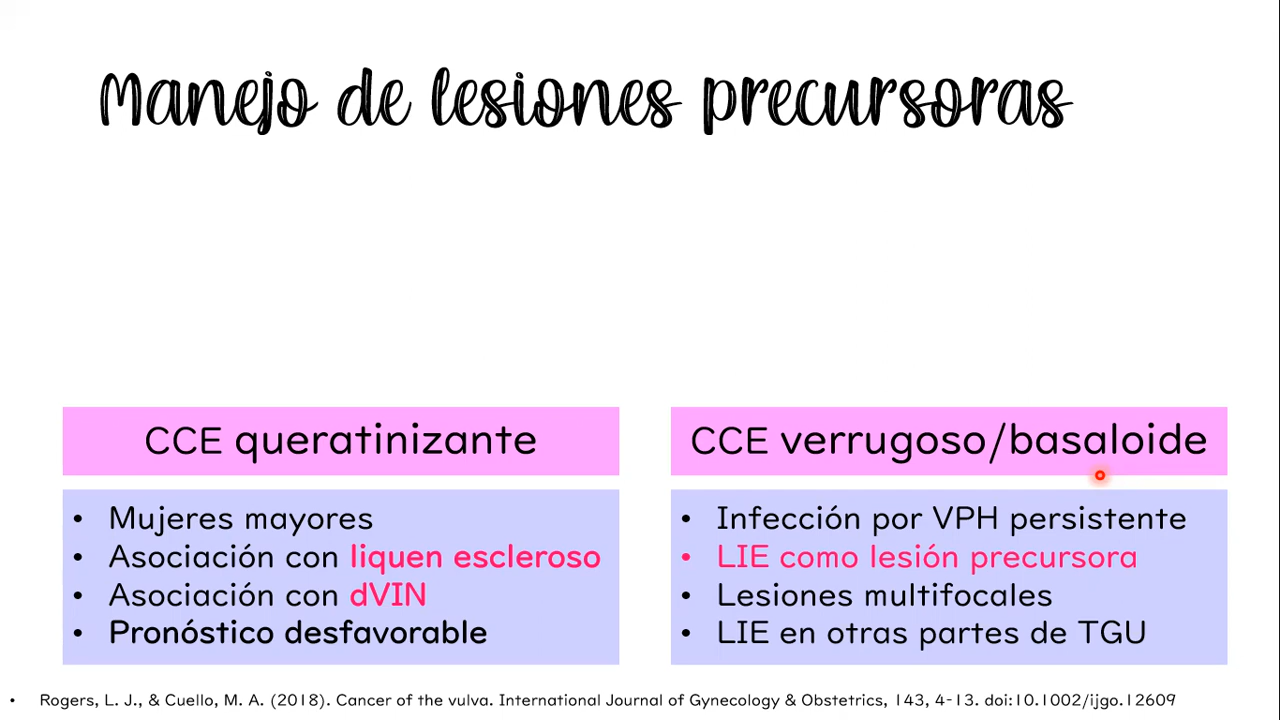 Manejo de lesiones precursoras
CCE queratinizante
• Mujeres mayores
• Asociación con liquen escleroso
• Asociación con dVIN
• Pronóstico desfavorable
CCE verrugoso/basaloide
• Infección por VPH persistente
• LIE como lesión precursora
• Lesiones multifocales
• LIE en otras partes de TGU
• Rogers, L. J., & Cuello, M. A. (2018). Cancer of the vulva. International Journal of Gynecology & Obstetrics, 143, 4-13. doi:10.1002/ijgo.12609